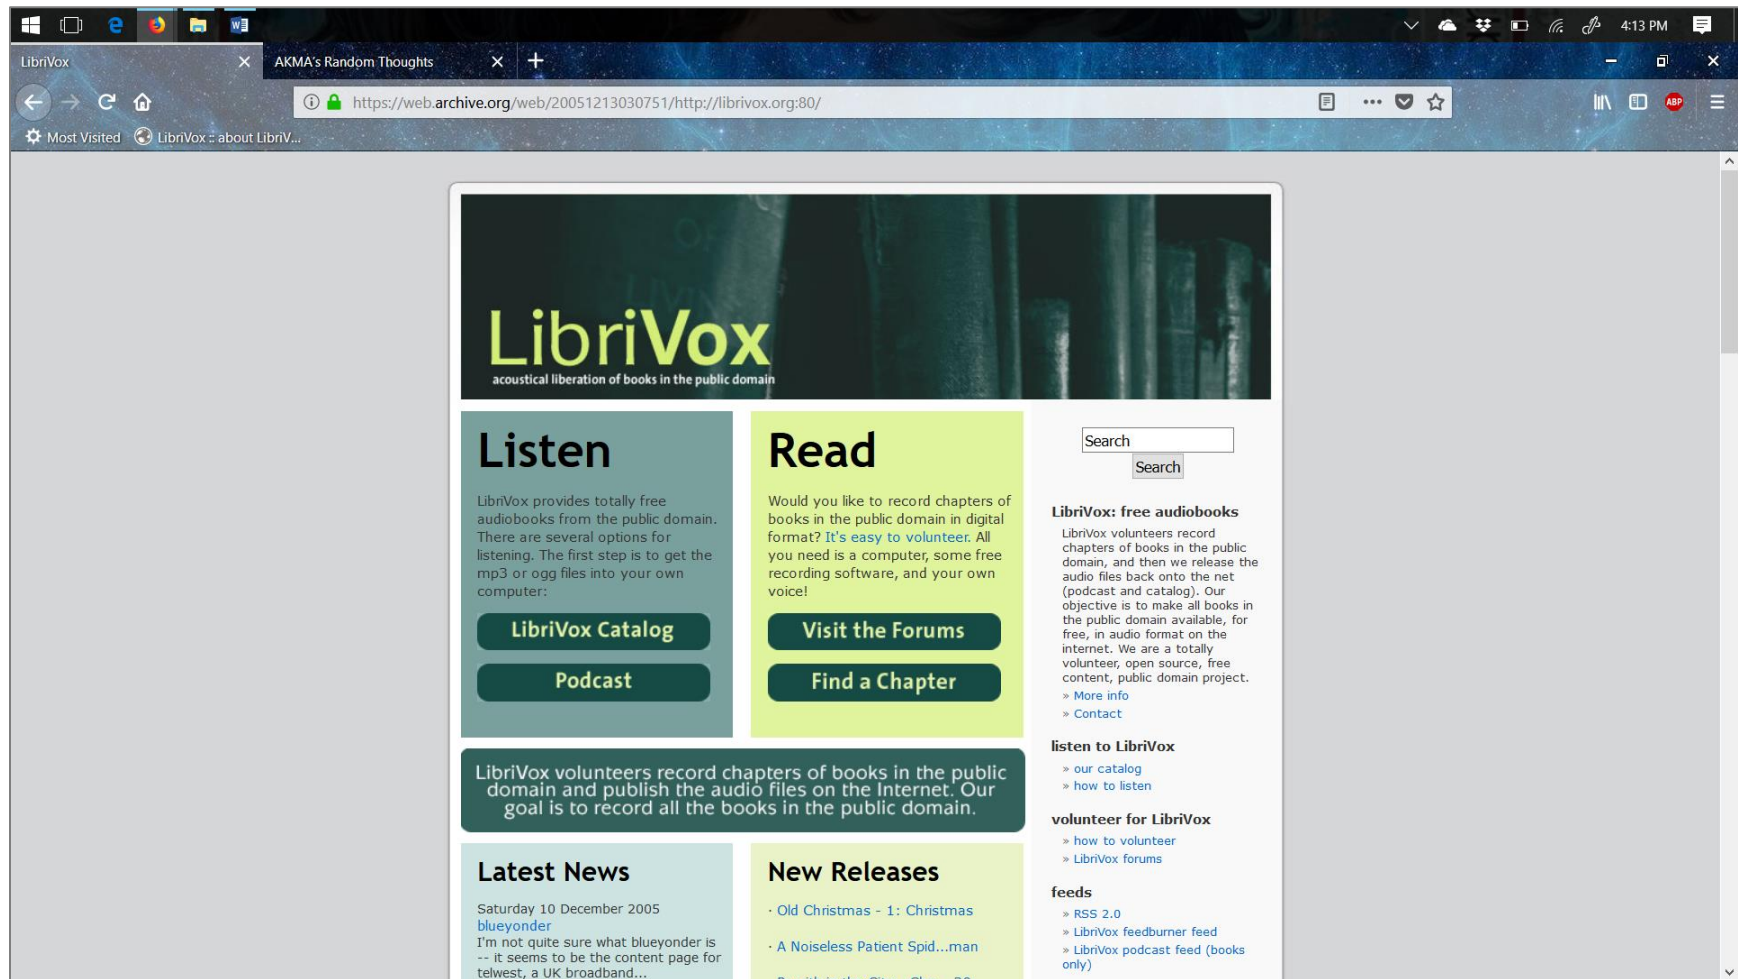 4:13 PM
LibriVox
AKMA's Random Thoughts
https://web.archive.org/web/20051213030751/http://librivox.org:80/
ABP
Most Visited
LibriVox :: about LibriV...
LibriVox
acoustical liberation of books in the public domain
Listen
LibriVox provides totally free
audiobooks from the public domain.
There are several options for
listening. The first step is to get the
mp3 or ogg files into your own
computer:
LibriVox Catalog
Podcast
Read
Would you like to record chapters of
books in the public domain in digital
format? It's easy to volunteer. All
you need is a computer, some free
recording software, and your own
voice!
Visit the Forums
Find a Chapter
LibriVox volunteers record chapters of books in the public
domain and publish the audio files on the Internet. Our
goal is to record all the books in the public domain.
Latest News
Saturday 10 December 2005
blueyonder
I'm not quite sure what blueyonder is
-- it seems to be the content page for
telwest, a UK broadband...
New Releases
· Old Christmas - 1: Christmas
· A Noiseless Patient Spid...man
Search
Search
LibriVox: free audiobooks
LibriVox volunteers record
chapters of books in the public
domain, and then we release the
audio files back onto the net
(podcast and catalog). Our
objective is to make all books in
the public domain available, for
free, in audio format on the
internet. We are a totally
volunteer, open source, free
content, public domain project.
» More info
» Contact
listen to LibriVox
» our catalog
» how to listen
volunteer for LibriVox
» how to volunteer
» LibriVox forums
feeds
» RSS 2.0
» LibriVox feedburner feed
» LibriVox podcast feed (books
only)